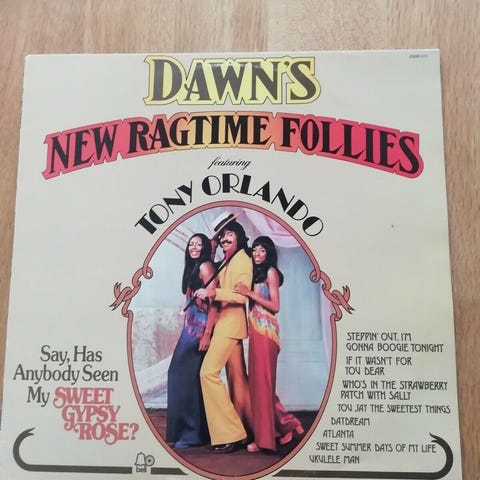 DAWN'S
NEW RAGTIME FOLLIES
featuring
TONY ORLANDO
Say, Has
Anybody Seen
My SWEET
GYPSY
ROSE?
STEPPIN' OUT, I'M
GONNA BOOGIE TONIGHT
IF IT WASN'T FOR
YOU DEAR
WHO'S IN THE STRAWBERRY
PATCH WITH SALLY
YOU JAT THE SWEETEST THINGS
DAYDREAM
ATLANTA
SWEET SUMMER DAYS OF MY LIFE
UKULELE MAN
bell